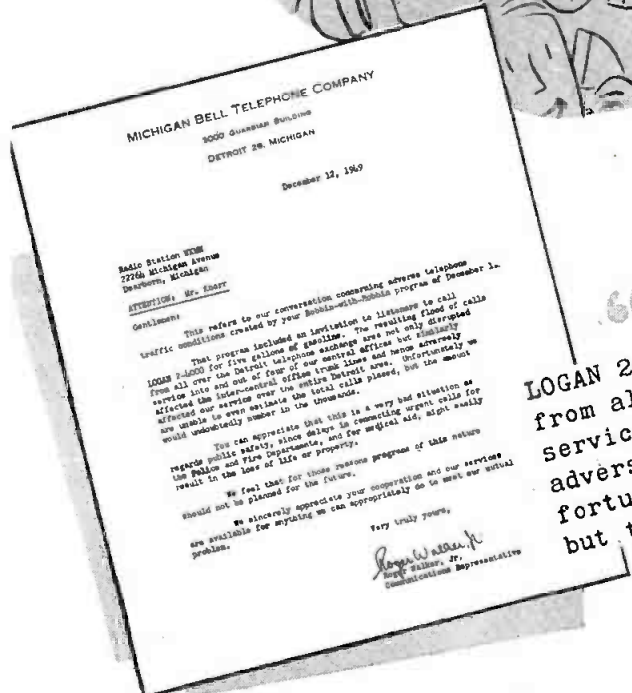 MICHIGAN BELL TELEPHONE COMPANY
3000 GUARDIAN BUILDING
DETROIT 26, MICHIGAN
December 12, 1949
Radio Station
22264 Michigan Avenue
Dearborn, Michigan
ATTENTION: Mr. Knorr
Gentlemen:
This refers to our conversation concerning adverse telephone
traffic conditions created by your Robbin-with-Robbin program of December
That program included an invitation to listeners to call
LOGAN 2-4000 for five gallons of gasoline. The resulting flood of calls
from all over the Detroit telephone exchange area not only disrupted
service into and out of four of our central offices but similarly
affected the inter-central office trunk lines and hence adversely
affected our service over the entire Detroit area. Unfortunately we
are unable to even estimate the total calls placed, but the amount
would undoubtedly number in the thousands.
You can appreciate that this is a very bad situation as
regards public safety, since delays in connecting urgent calls for
the Police and Fire Departments, and for medical aid, might easily
result in the loss of life or property.
We feel that for those reasons programs of this nature
should not be planned for the future.
We sincerely appreciate your cooperation and our services
are available for anything we can appropriately do to meet our mutual
problem.
Very truly yours,
Roger Walker, Jr
Roger Walker, Jr.
Communications Representative
LOGAN 2
from al
servic
advers
fortu
but t